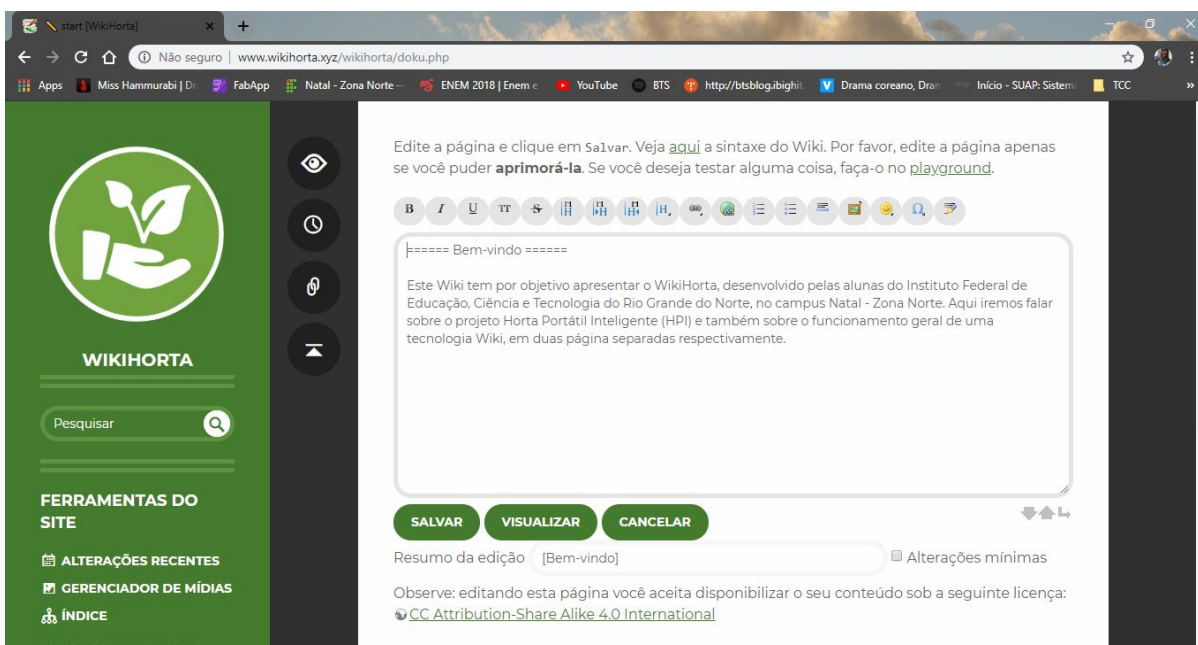 start [WikiHorta]
Não seguro | www.wikihorta.xyz/wikihorta/doku.php
Apps Miss Hammurabi | Dr FabApp Natal - Zona Norte — ENEM 2018 | Enem e YouTube BTS http://btsblog.ibighit. Drama coreano, Dran Início - SUAP: Sistem TCC »
Edite a página e clique em Salvar. Veja aqui a sintaxe do Wiki. Por favor, edite a página apenas
se você puder aprimorá-la. Se você deseja testar alguma coisa, faça-o no playground.
B I U TT S
====== Bem-vindo ======
Este Wiki tem por objetivo apresentar o WikiHorta, desenvolvido pelas alunas do Instituto Federal de
Educação, Ciência e Tecnologia do Rio Grande do Norte, no campus Natal - Zona Norte. Aqui iremos falar
sobre o projeto Horta Portátil Inteligente (HPI) e também sobre o funcionamento geral de uma
tecnologia Wiki, em duas página separadas respectivamente.
WIKIHORTA
Pesquisar
FERRAMENTAS DO
SITE
ALTERAÇÕES RECENTES
GERENCIADOR DE MÍDIAS
ÍNDICE
SALVAR VISUALIZAR CANCELAR
Resumo da edição [Bem-vindo] Alterações mínimas
Observe: editando esta página você aceita disponibilizar o seu conteúdo sob a seguinte licença:
CC Attribution-Share Alike 4.0 International